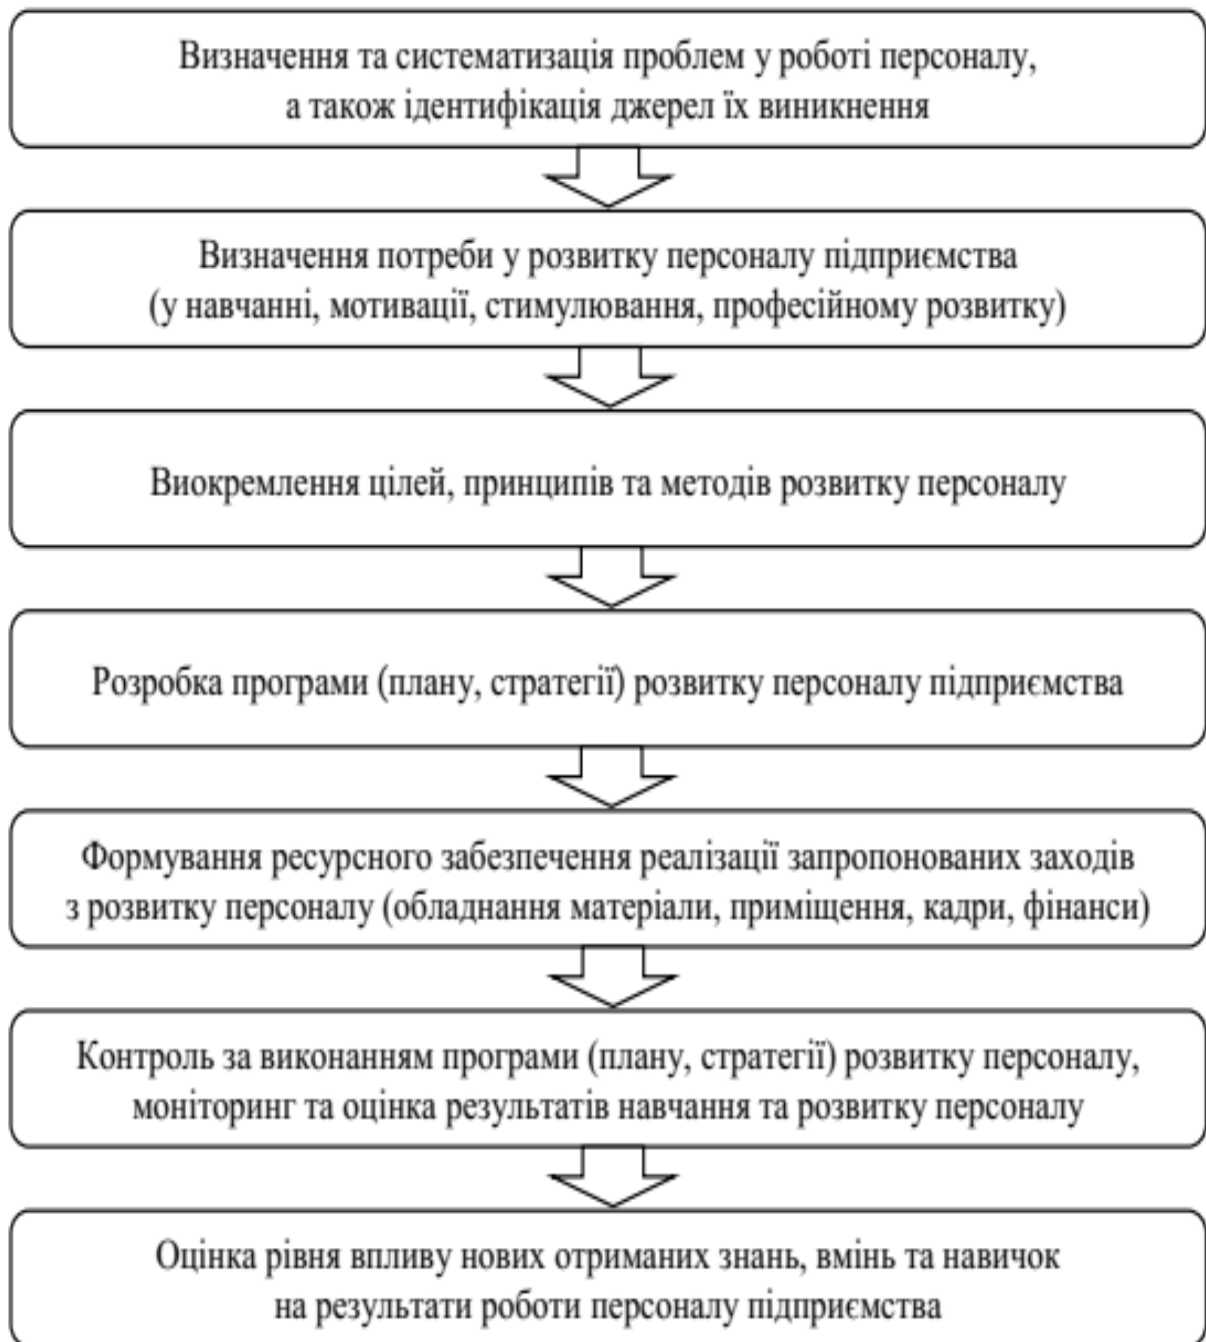 Визначення та систематизація проблем у роботі персоналу,
а також ідентифікація джерел їх виникнення
Визначення потреби у розвитку персоналу підприємства
(у навчанні, мотивації, стимулювання, професійному розвитку)
Виокремлення цілей, принципів та методів розвитку персоналу
Розробка програми (плану, стратегії) розвитку персоналу підприємства
Формування ресурсного забезпечення реалізації запропонованих заходів
з розвитку персоналу (обладнання матеріали, приміщення, кадри, фінанси)
Контроль за виконанням програми (плану, стратегії) розвитку персоналу,
моніторинг та оцінка результатів навчання та розвитку персоналу
Оцінка рівня впливу нових отриманих знань, вмінь та навичок
на результати роботи персоналу підприємства